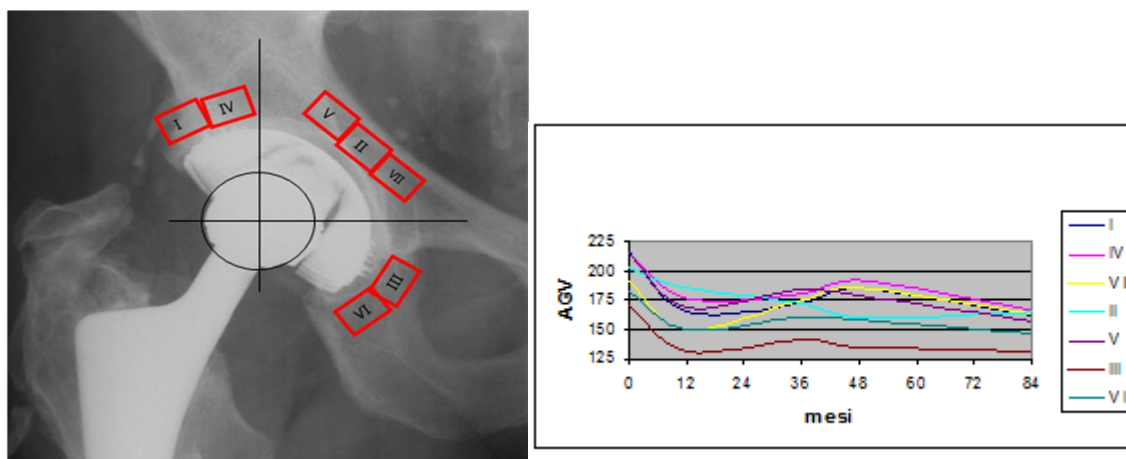 I
IV
V
II
VII
III
VI
AGV
225
200
175
150
125
0 12 24 36 48 60 72 84
mesi
I
IV
V I
II
V
III
V I